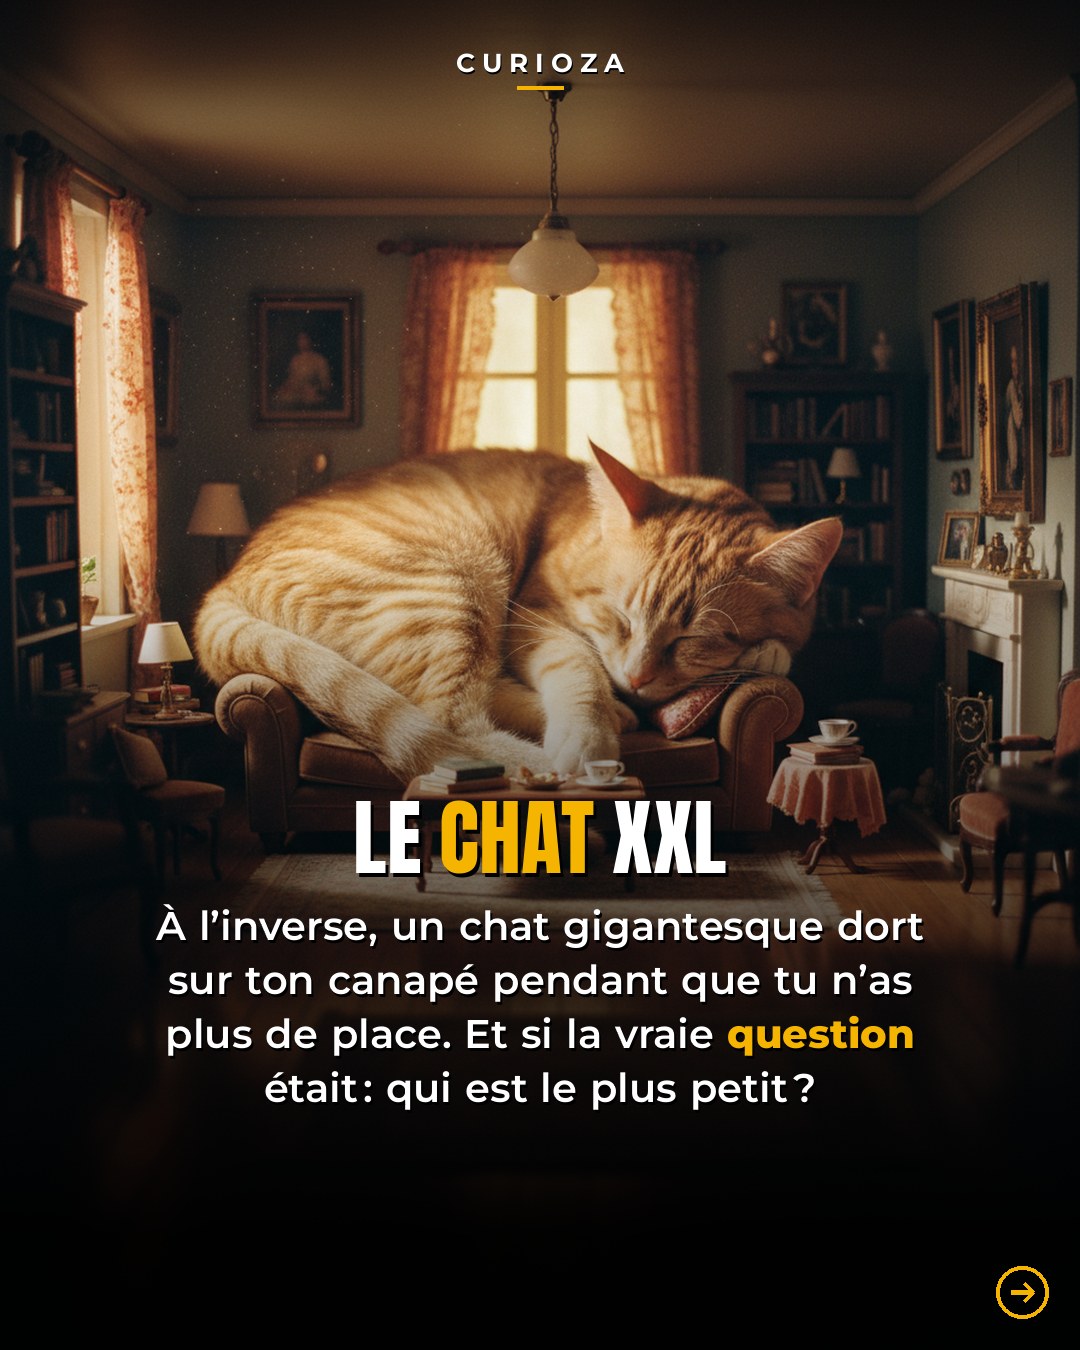 CURIOZA
LE CHAT XXL
À l’inverse, un chat gigantesque dort
sur ton canapé pendant que tu n’as
plus de place. Et si la vraie question
était : qui est le plus petit ?